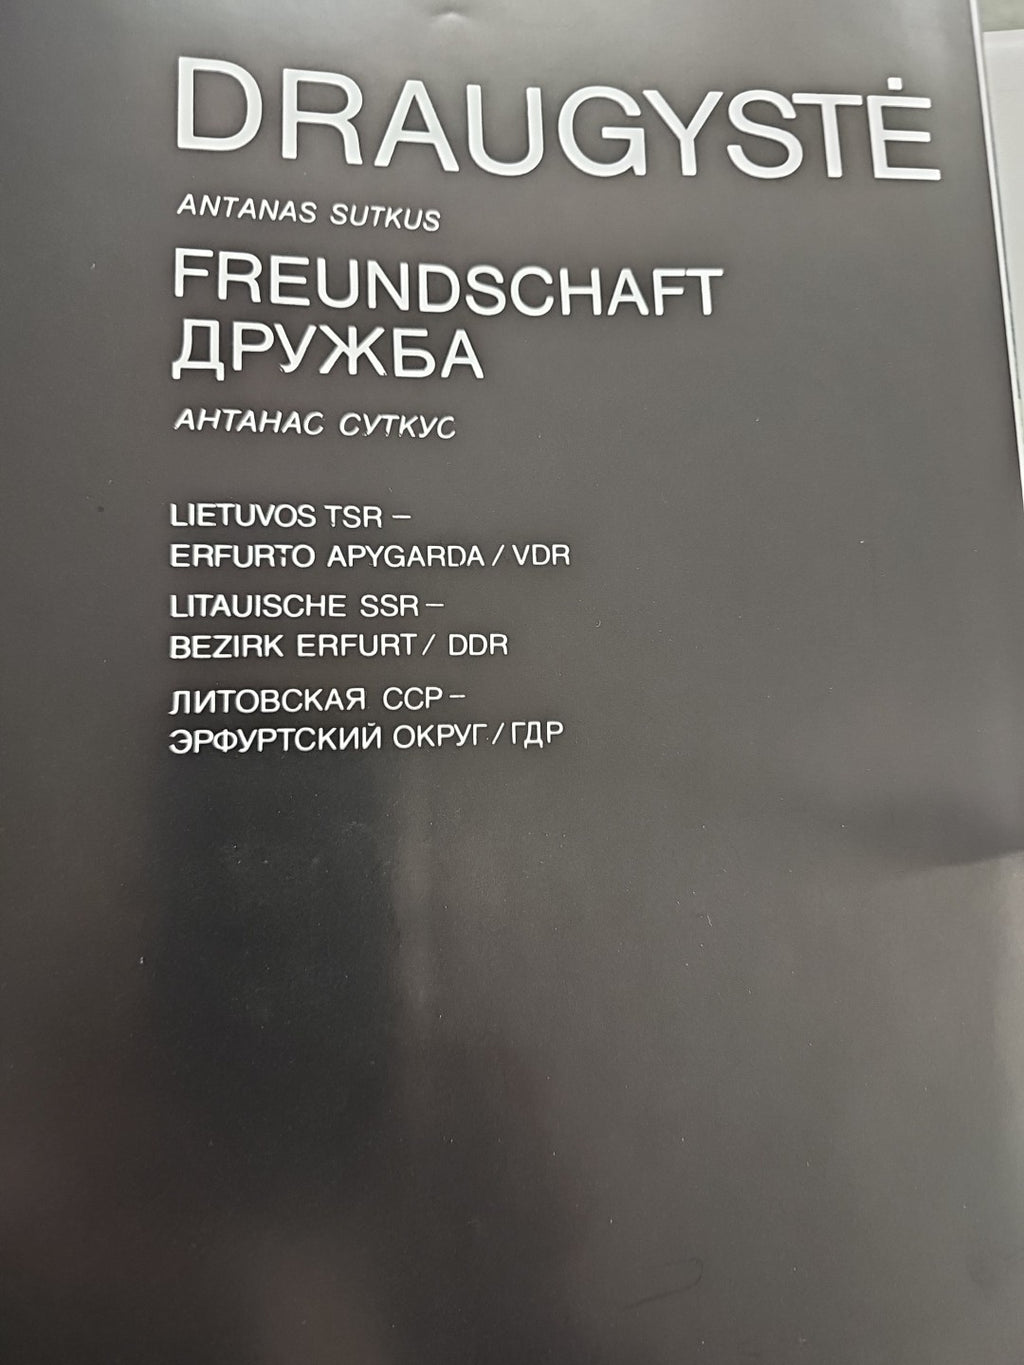 DRAUGYSTĖ
ANTANAS SUTKUS
FREUNDSCHAFT
ДРУЖБА
АНТАНАС СУТКУС
LIETUVOS TSR –
ERFURTO APYGARDA / VDR
LITAUISCHE SSR –
BEZIRK ERFURT / DDR
ЛИТОВСКАЯ ССР –
ЭРФУРТСКИЙ ОКРУГ / ГДР